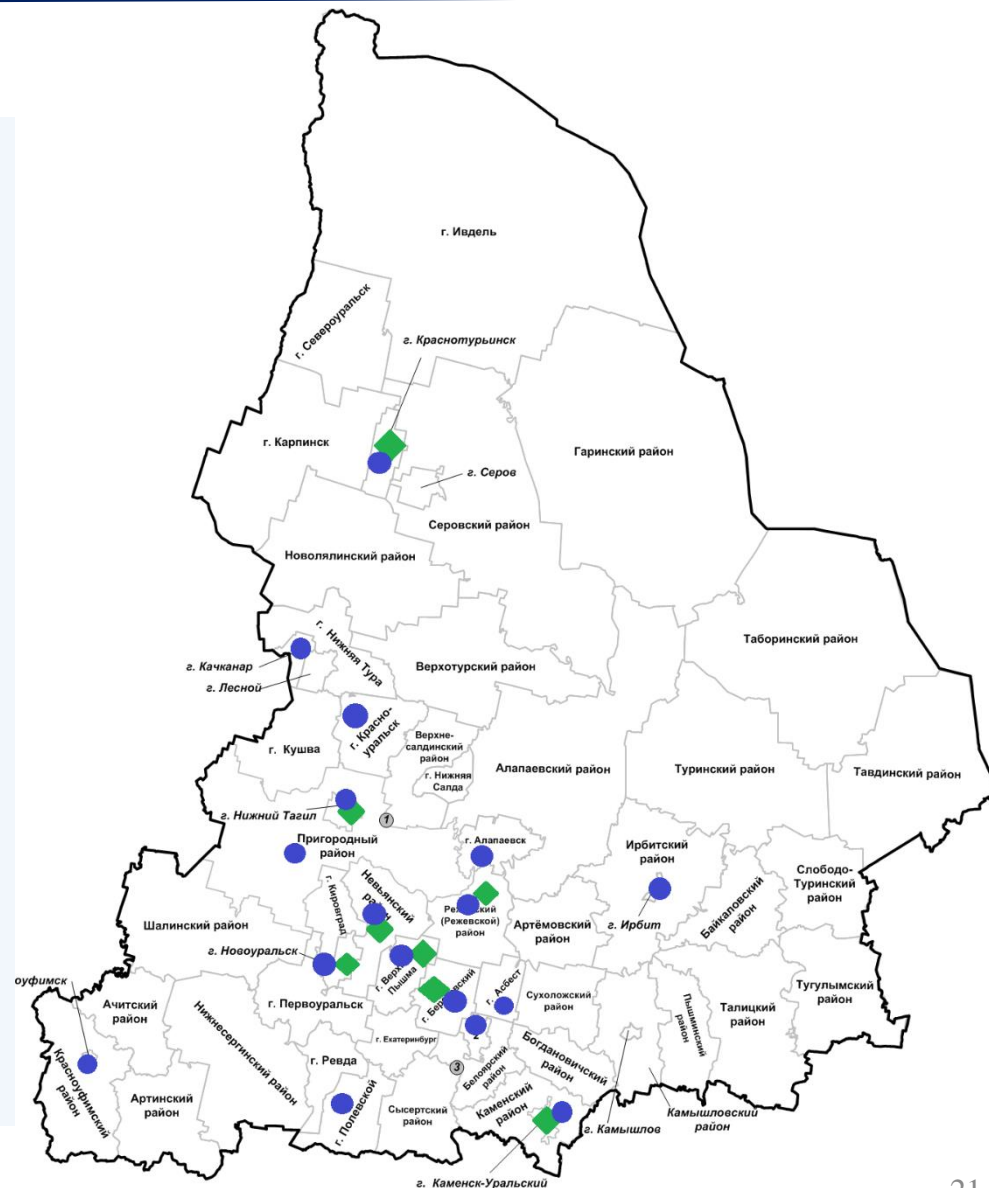 г. Ивдель
г. Североуральск
г. Краснотурьинск
г. Карпинск
Гаринский район
г. Серов
Серовский район
Новолялинский район
Таборинский район
г. Нижняя Тура
г. Качканар
Верхотурский район
г. Лесной
г. Красно-
уральск
Верхне-
салдинский
район
г. Кушва
г. Нижняя
Салда
Алапаевский район
Туринский район
Тавдинский район
г. Нижний Тагил
1
Пригородный
район
г. Алапаевск
Ирбитский
район
Слободо-
Туринский
район
Байкаловский
район
Невьянский
г. Кировград
(Режевской)
район
Артёмовский
район
г. Ирбит
Шалинский район
г. Новоуральск
Пышма
г. Асбест
Сухоложский
район
Пышминский
район
Талицкий
район
Тугулымский
район
оуфимск
Ачитский
район
Нижнесергинский район
г. Первоуральск
г. Екатеринбург
Красноуфимский
район
Артинский
район
г. Ревда
г. Полевской
Сысертский
район
3
Белоярский
район
Богдановичский
район
Каменский
район
г. Камышлов
Камышловский
район
г. Каменск-Уральский
21